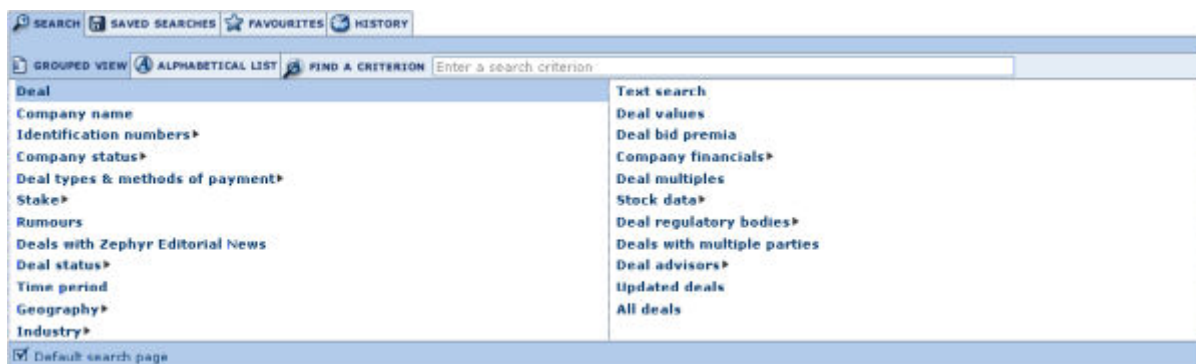 SEARCH SAVED SEARCHES FAVOURITES HISTORY
GROUPED VIEW ALPHABETICAL LIST FIND A CRITERION Enter a search criterion
Deal
Company name
Identification numbers
Company status
Deal types & methods of payment
Stake
Rumours
Deals with Zephyr Editorial News
Deal status
Time period
Geography
Industry
Text search
Deal values
Deal bid premia
Company financials
Deal multiples
Stock data
Deal regulatory bodies
Deals with multiple parties
Deal advisors
Updated deals
All deals
Default search page